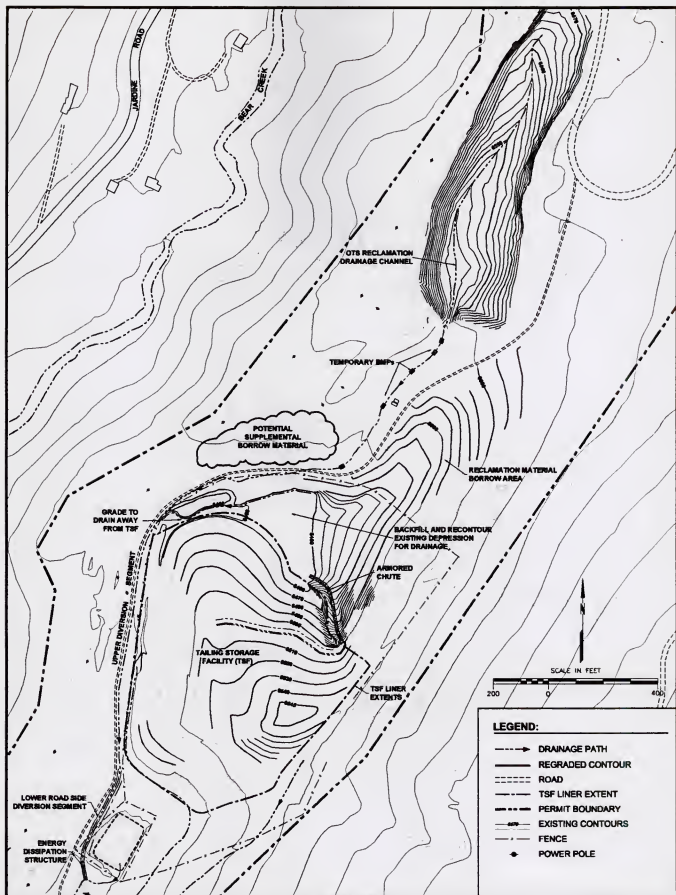 JARDINE ROAD
BEAR CREEK
OTS RECLAMATION
DRAINAGE CHANNEL
TEMPORARY BMPs
POTENTIAL
SUPPLEMENTAL
BORROW MATERIAL
RECLAMATION MATERIAL
BORROW AREA
GRADE TO
DRAIN AWAY
FROM TSF
BACKFILL AND RECONTOUR
EXISTING DEPRESSION
FOR DRAINAGE
ARMORED
CHUTE
UPPER DIVERSION SEGMENT
TAILING STORAGE
FACILITY (TSF)
TSF LINER
EXTENTS
LOWER ROAD SIDE
DIVERSION SEGMENT
ENERGY
DISSIPATION
STRUCTURE
SCALE IN FEET
200 0 400
LEGEND:
DRAINAGE PATH
REGRADED CONTOUR
ROAD
TSF LINER EXTENT
PERMIT BOUNDARY
EXISTING CONTOURS
FENCE
POWER POLE